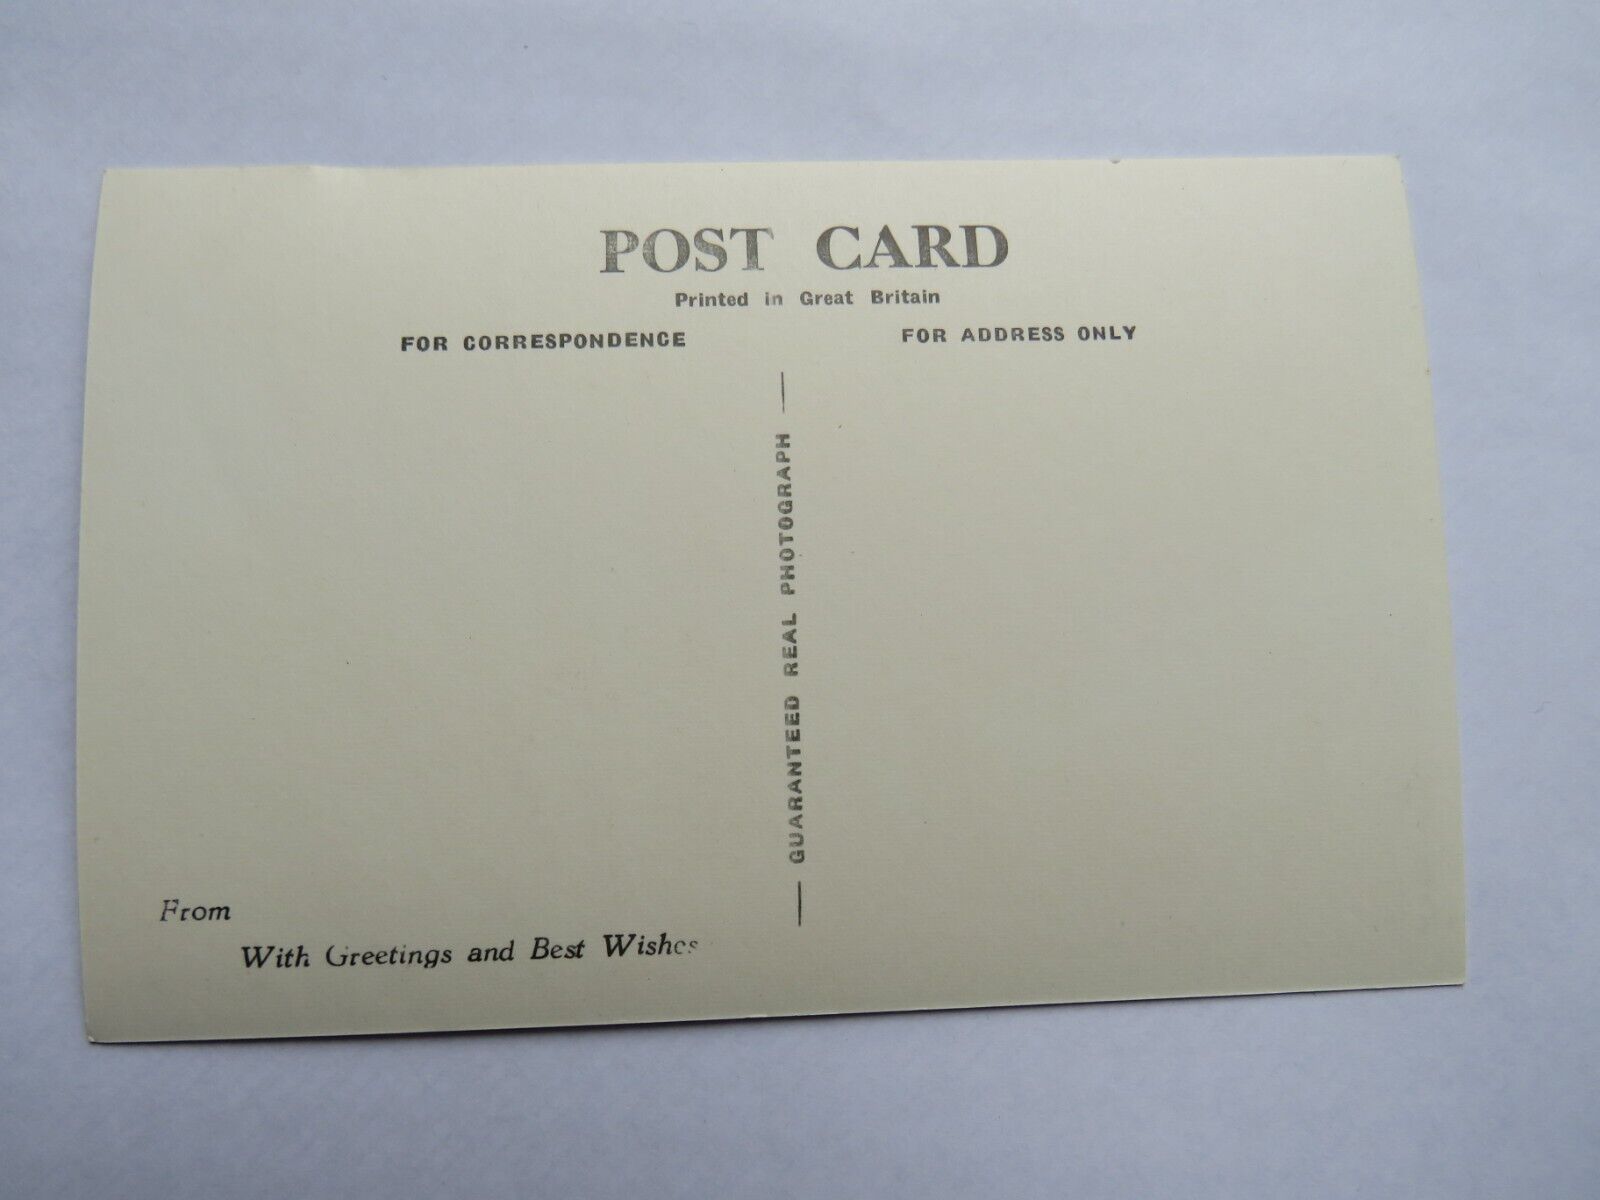 POST CARD
Printed in Great Britain
FOR CORRESPONDENCE
FOR ADDRESS ONLY
GUARANTEED REAL PHOTOGRAPH
From
With Greetings and Best Wishes